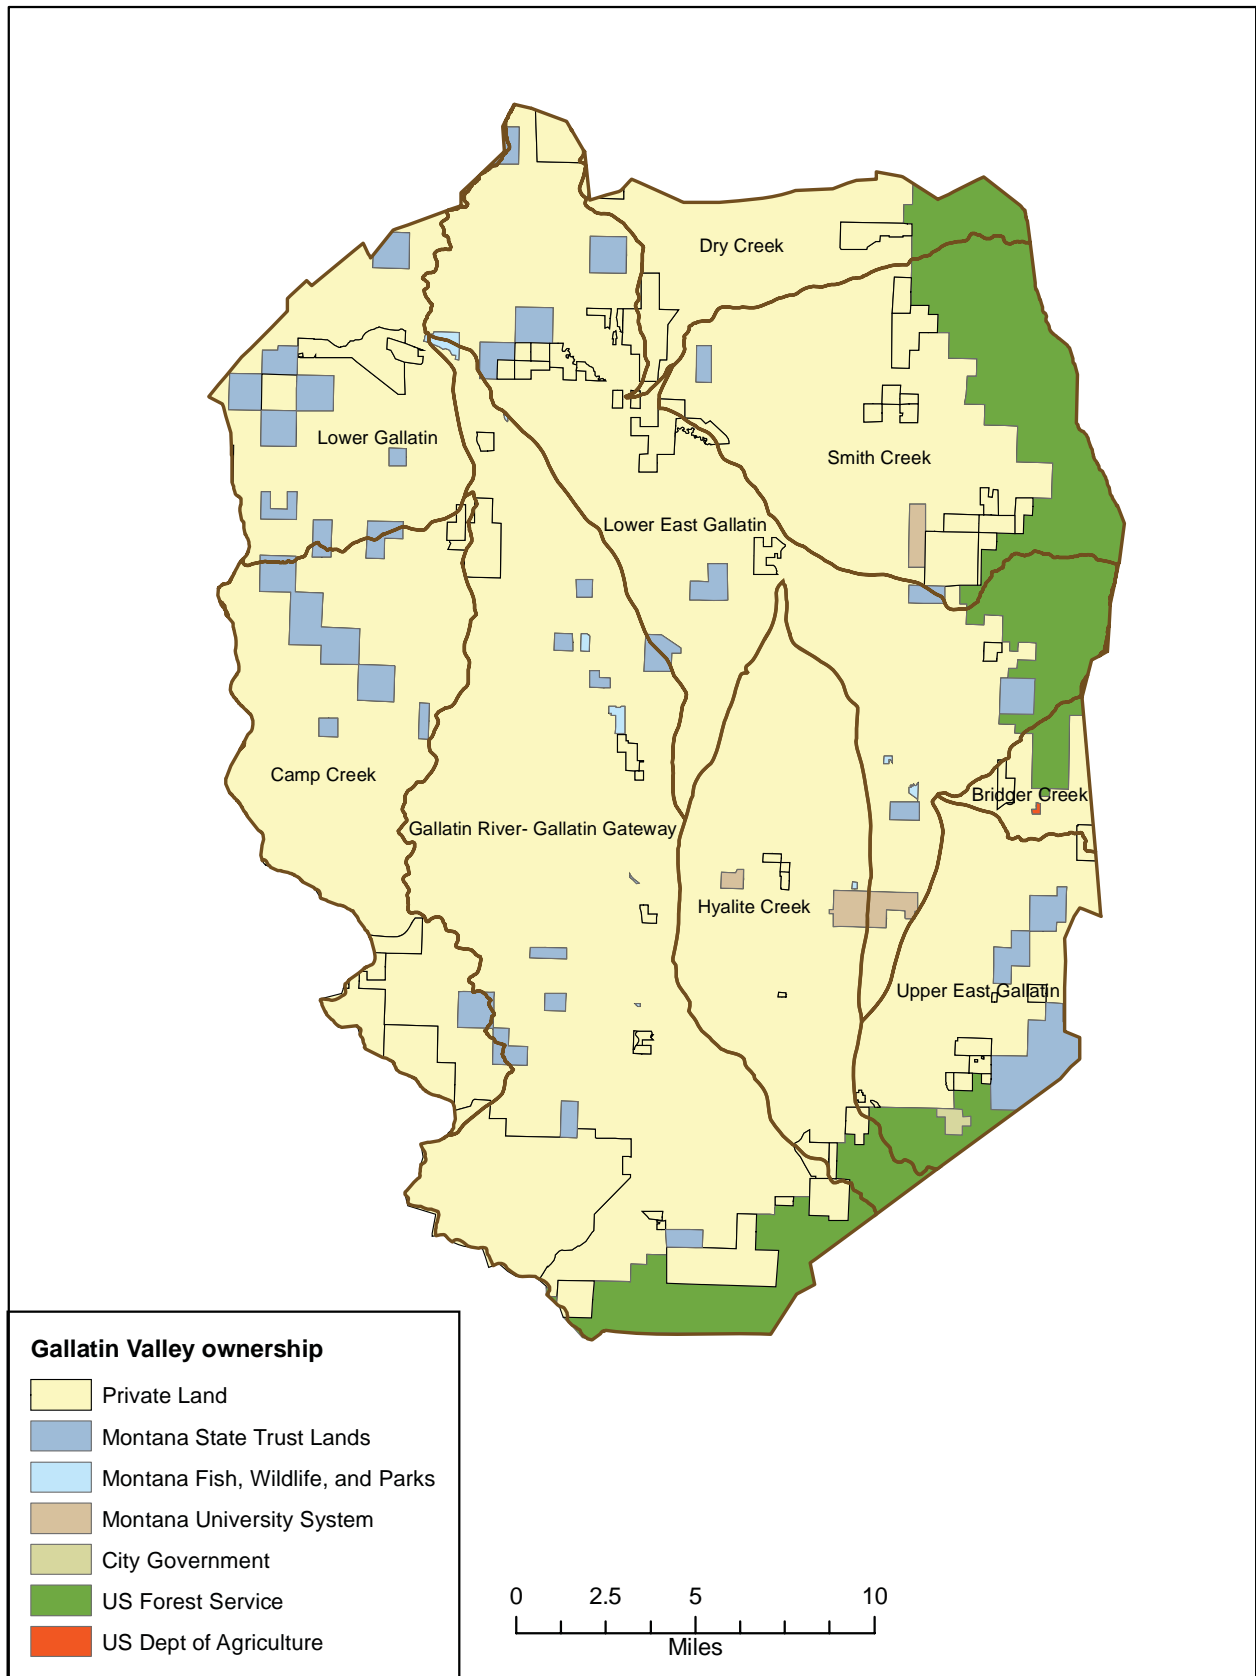 Dry Creek
Lower Gallatin
Smith Creek
Lower East Gallatin
Camp Creek
Bridger Creek
Gallatin River- Gallatin Gateway
Hyalite Creek
Upper East Gallatin
Gallatin Valley ownership
Private Land
Montana State Trust Lands
Montana Fish, Wildlife, and Parks
Montana University System
City Government
US Forest Service
US Dept of Agriculture
0 2.5 5 10
Miles